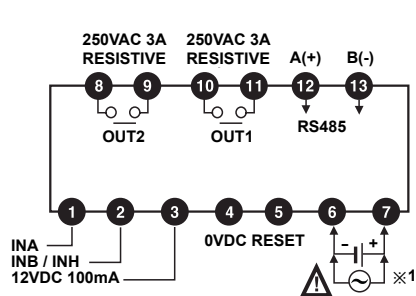 250VAC 3A RESISTIVE
250VAC 3A RESISTIVE
A(+)
B(-)
8 9 10 11 12 13
OUT2
OUT1
RS485
1 2 3 4 5 6 7
INA
INB / INH
12VDC 100mA
0VDC RESET
- +
※1